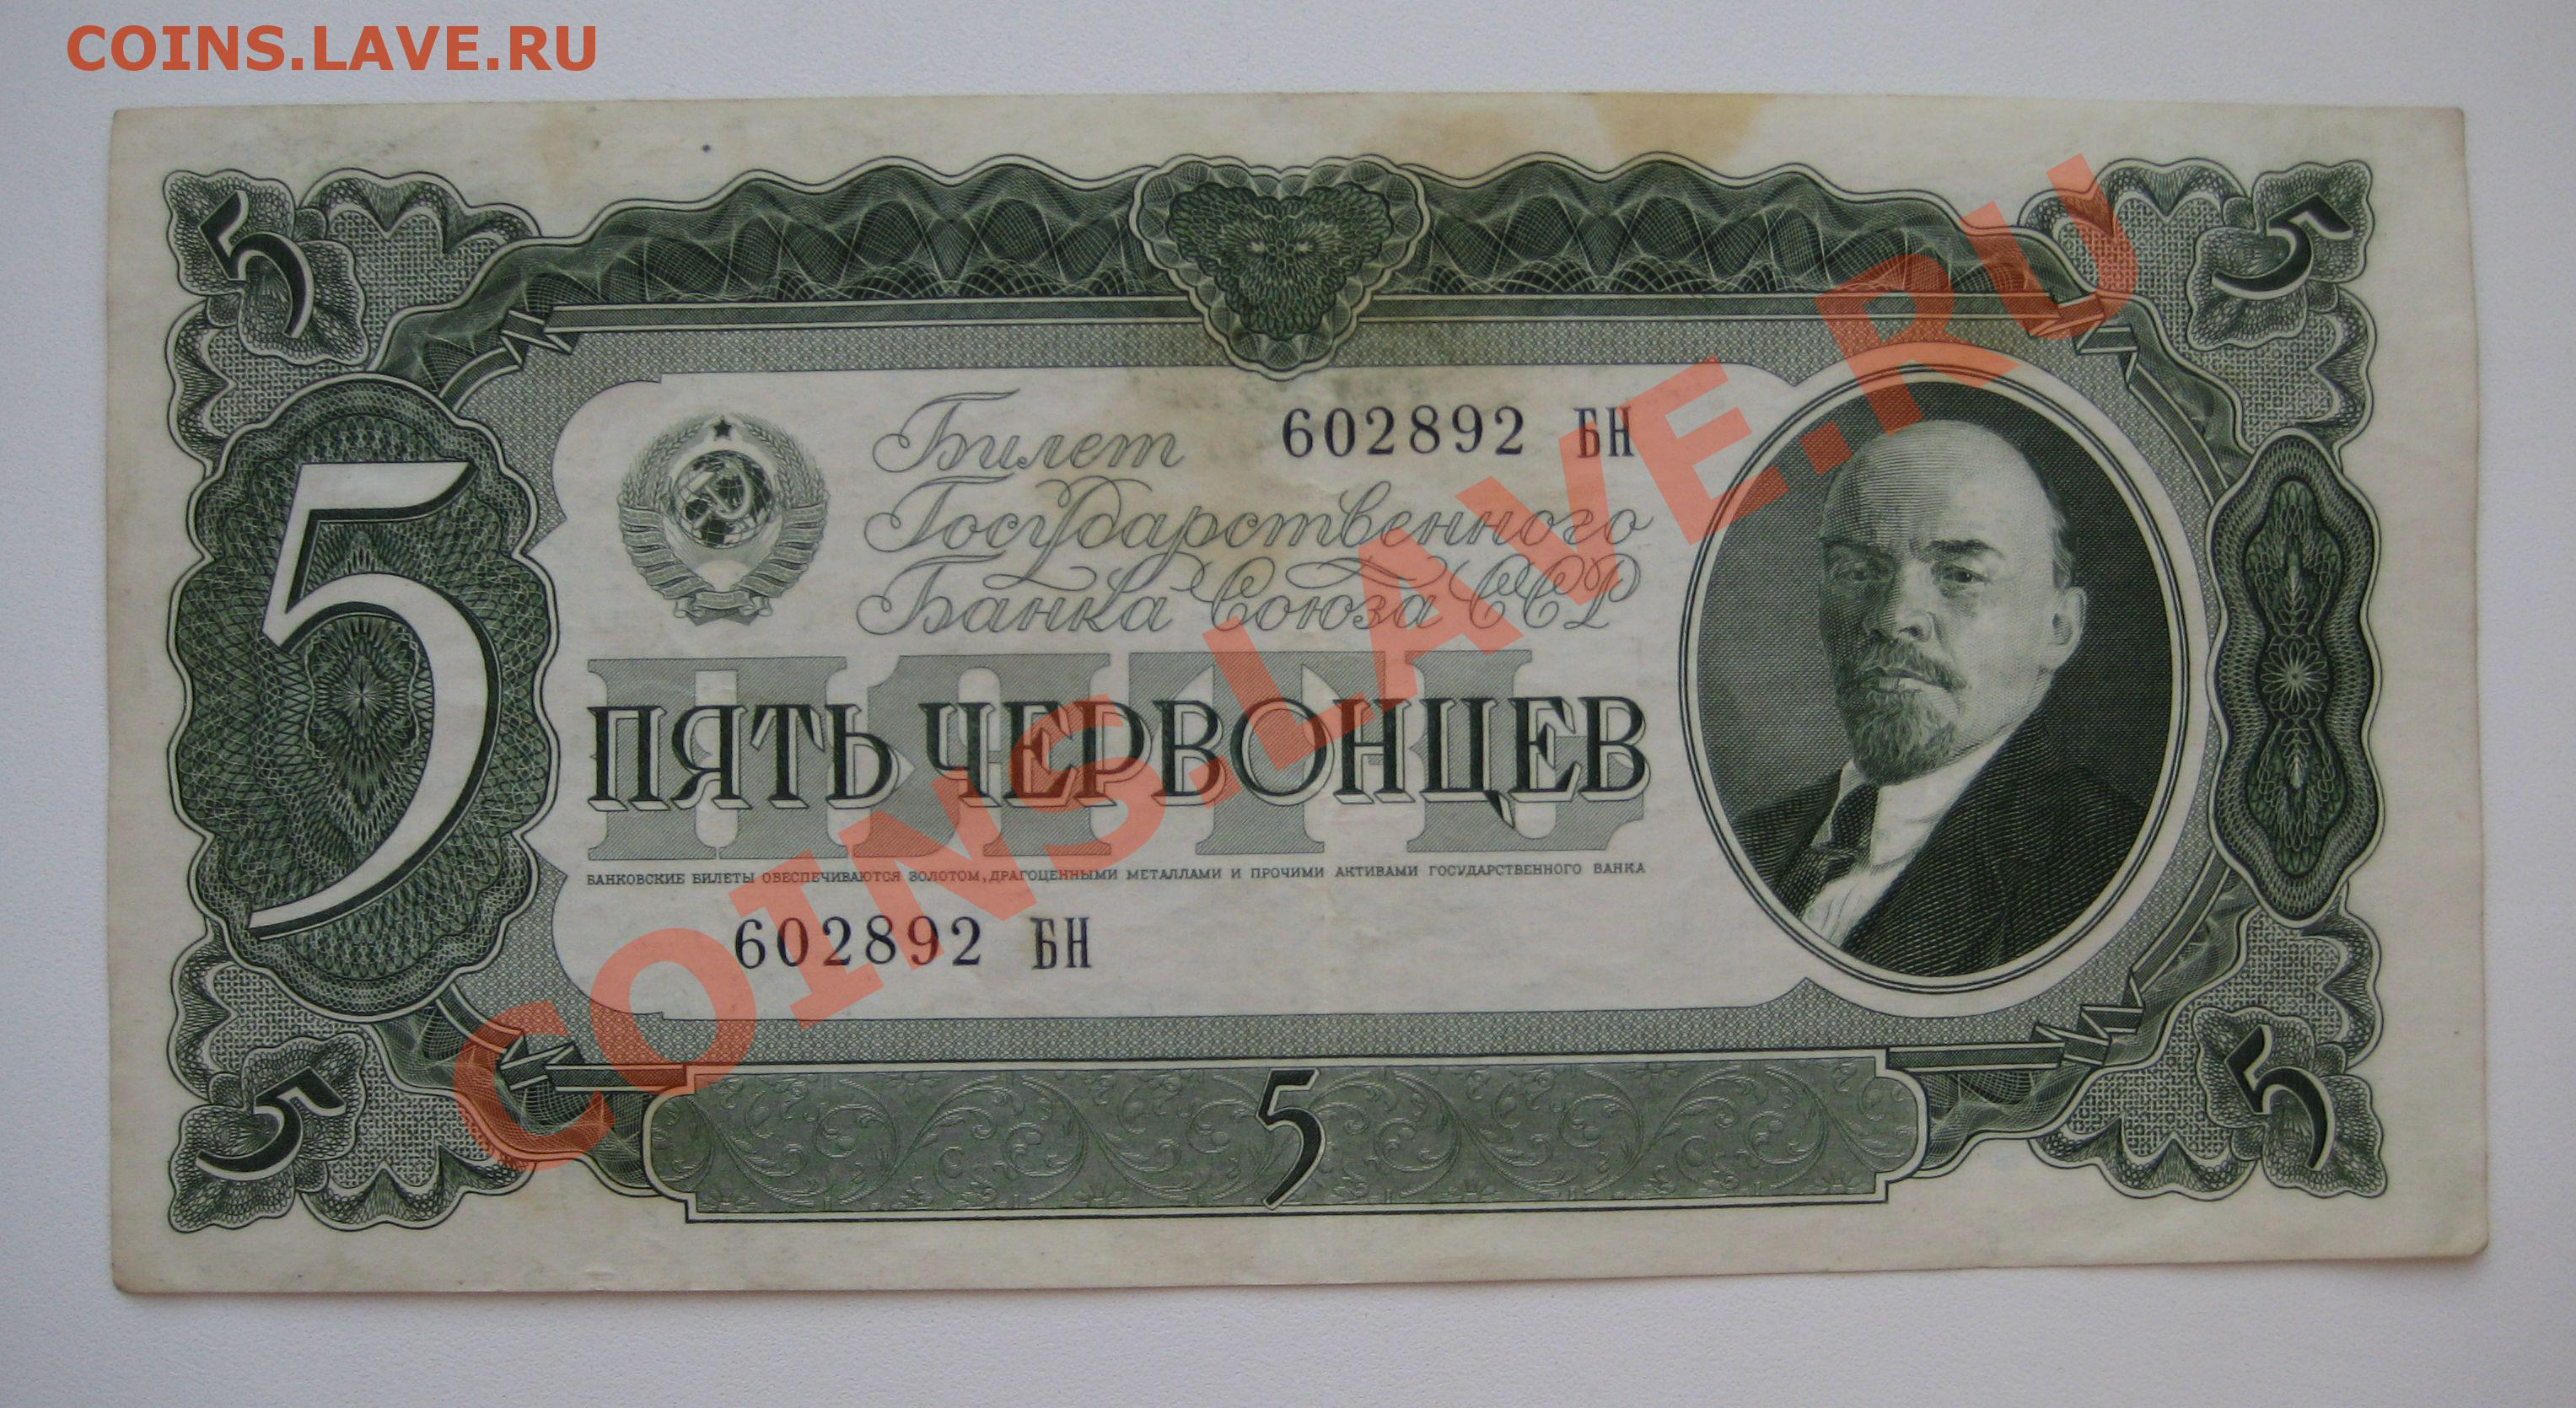 COINS.LAVE.RU
5 5
Билет 602892 БН
Государственного
Банка Союза ССР
5
ПЯТЬ
ПЯТЬ ЧЕРВОНЦЕВ
БАНКОВСКИЕ БИЛЕТЫ ОБЕСПЕЧИВАЮТСЯ ЗОЛОТОМ, ДРАГОЦЕННЫМИ МЕТАЛЛАМИ И ПРОЧИМИ АКТИВАМИ ГОСУДАРСТВЕННОГО БАНКА
602892 БН
5 5 5
COINS.LAVE.RU